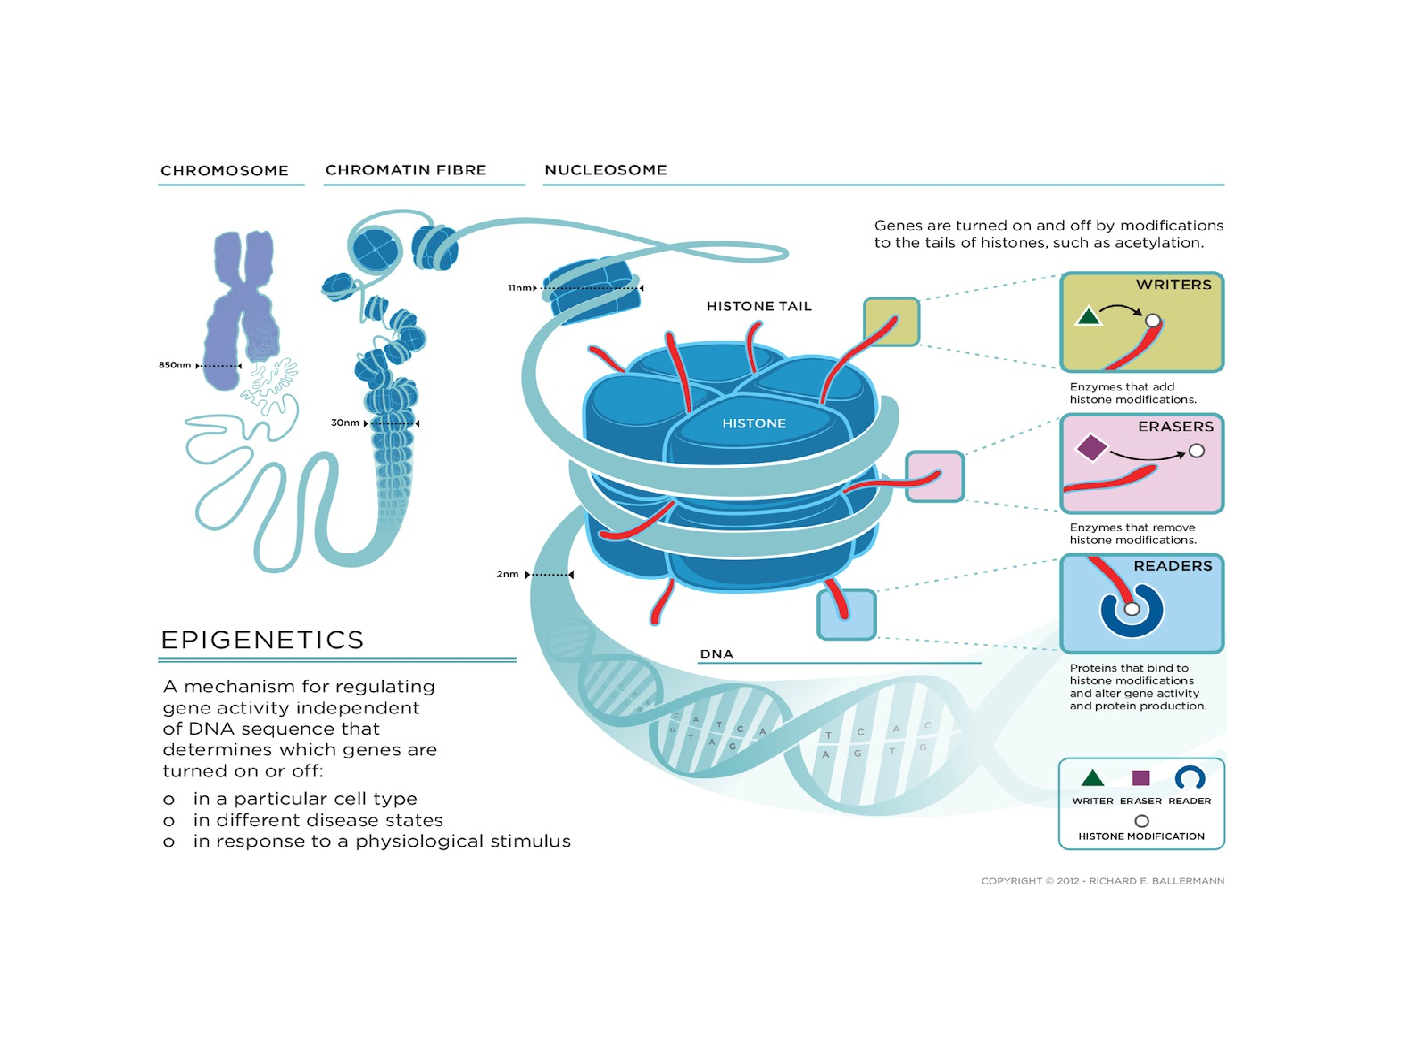 CHROMOSOME
CHROMATIN FIBRE
NUCLEOSOME
Genes are turned on and off by modifications
to the tails of histones, such as acetylation.
850nm
30nm
11nm
HISTONE TAIL
HISTONE
2nm
DNA
WRITERS
Enzymes that add
histone modifications.
ERASERS
Enzymes that remove
histone modifications.
READERS
Proteins that bind to
histone modifications
and alter gene activity
and protein production.
EPIGENETICS
A mechanism for regulating
gene activity independent
of DNA sequence that
determines which genes are
turned on or off:
o in a particular cell type
o in different disease states
o in response to a physiological stimulus
C A T C A
G T A G
T C A C
A G T G
WRITER ERASER READER
HISTONE MODIFICATION
COPYRIGHT © 2012 - RICHARD E. BALLERMANN